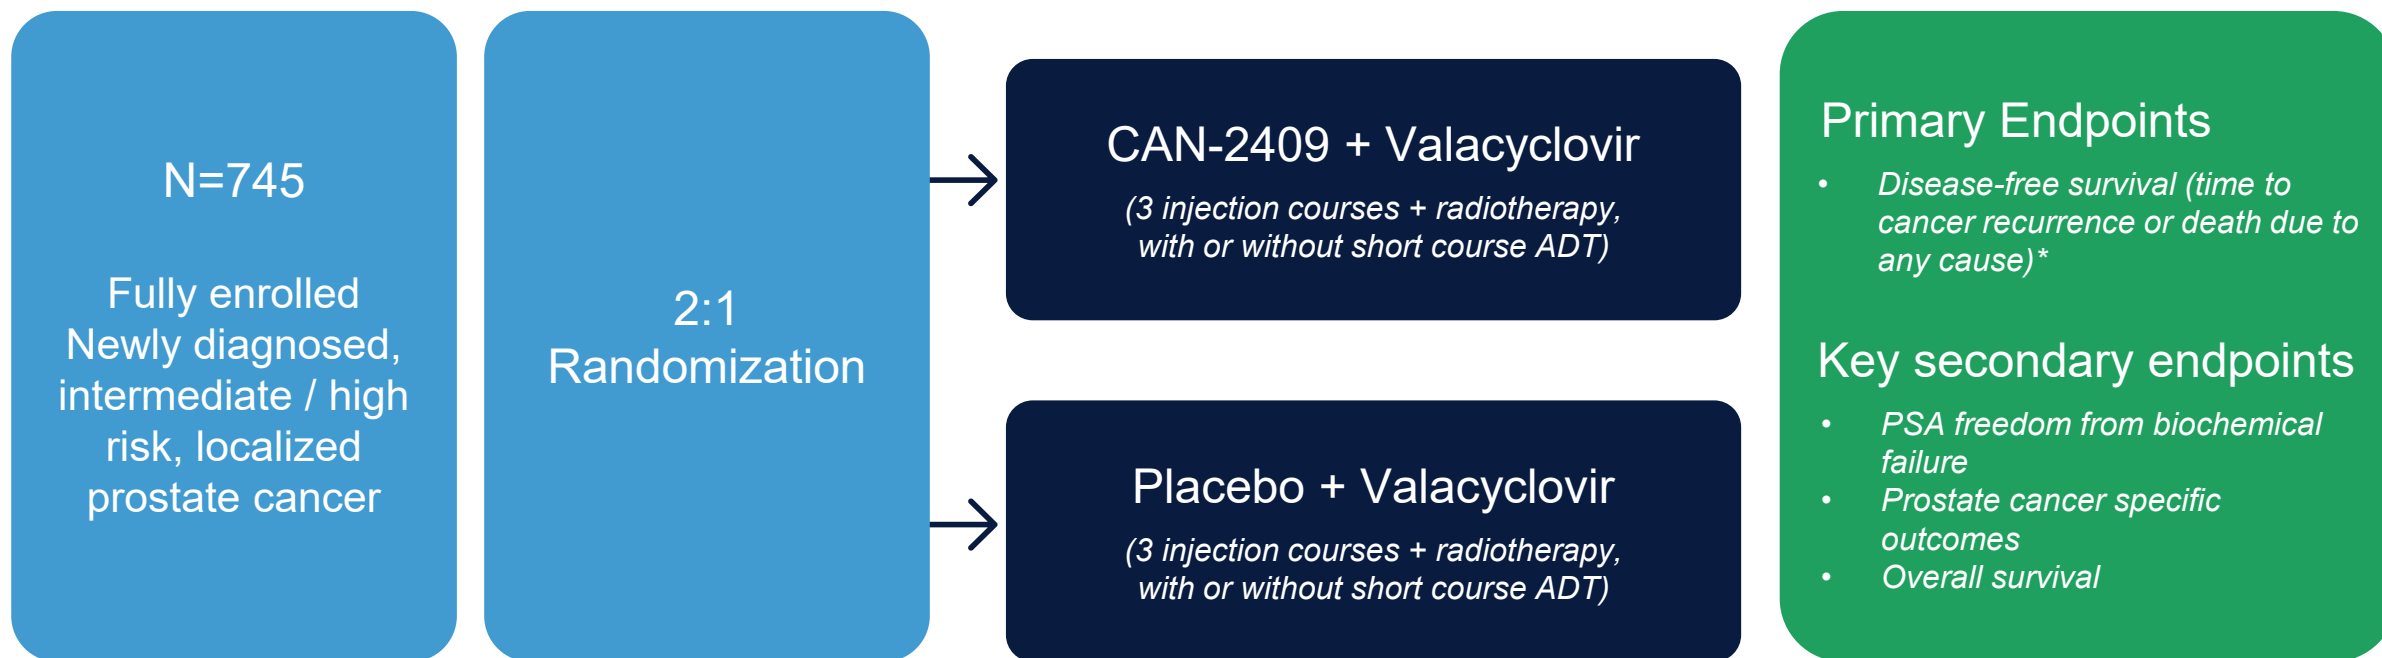 N=745
Fully enrolled
Newly diagnosed,
intermediate / high
risk, localized
prostate cancer
2:1
Randomization
CAN-2409 + Valacyclovir
(3 injection courses + radiotherapy,
with or without short course ADT)
Placebo + Valacyclovir
(3 injection courses + radiotherapy,
with or without short course ADT)
Primary Endpoints
• Disease-free survival (time to
cancer recurrence or death due to
any cause)*
Key secondary endpoints
• PSA freedom from biochemical
failure
• Prostate cancer specific
outcomes
• Overall survival